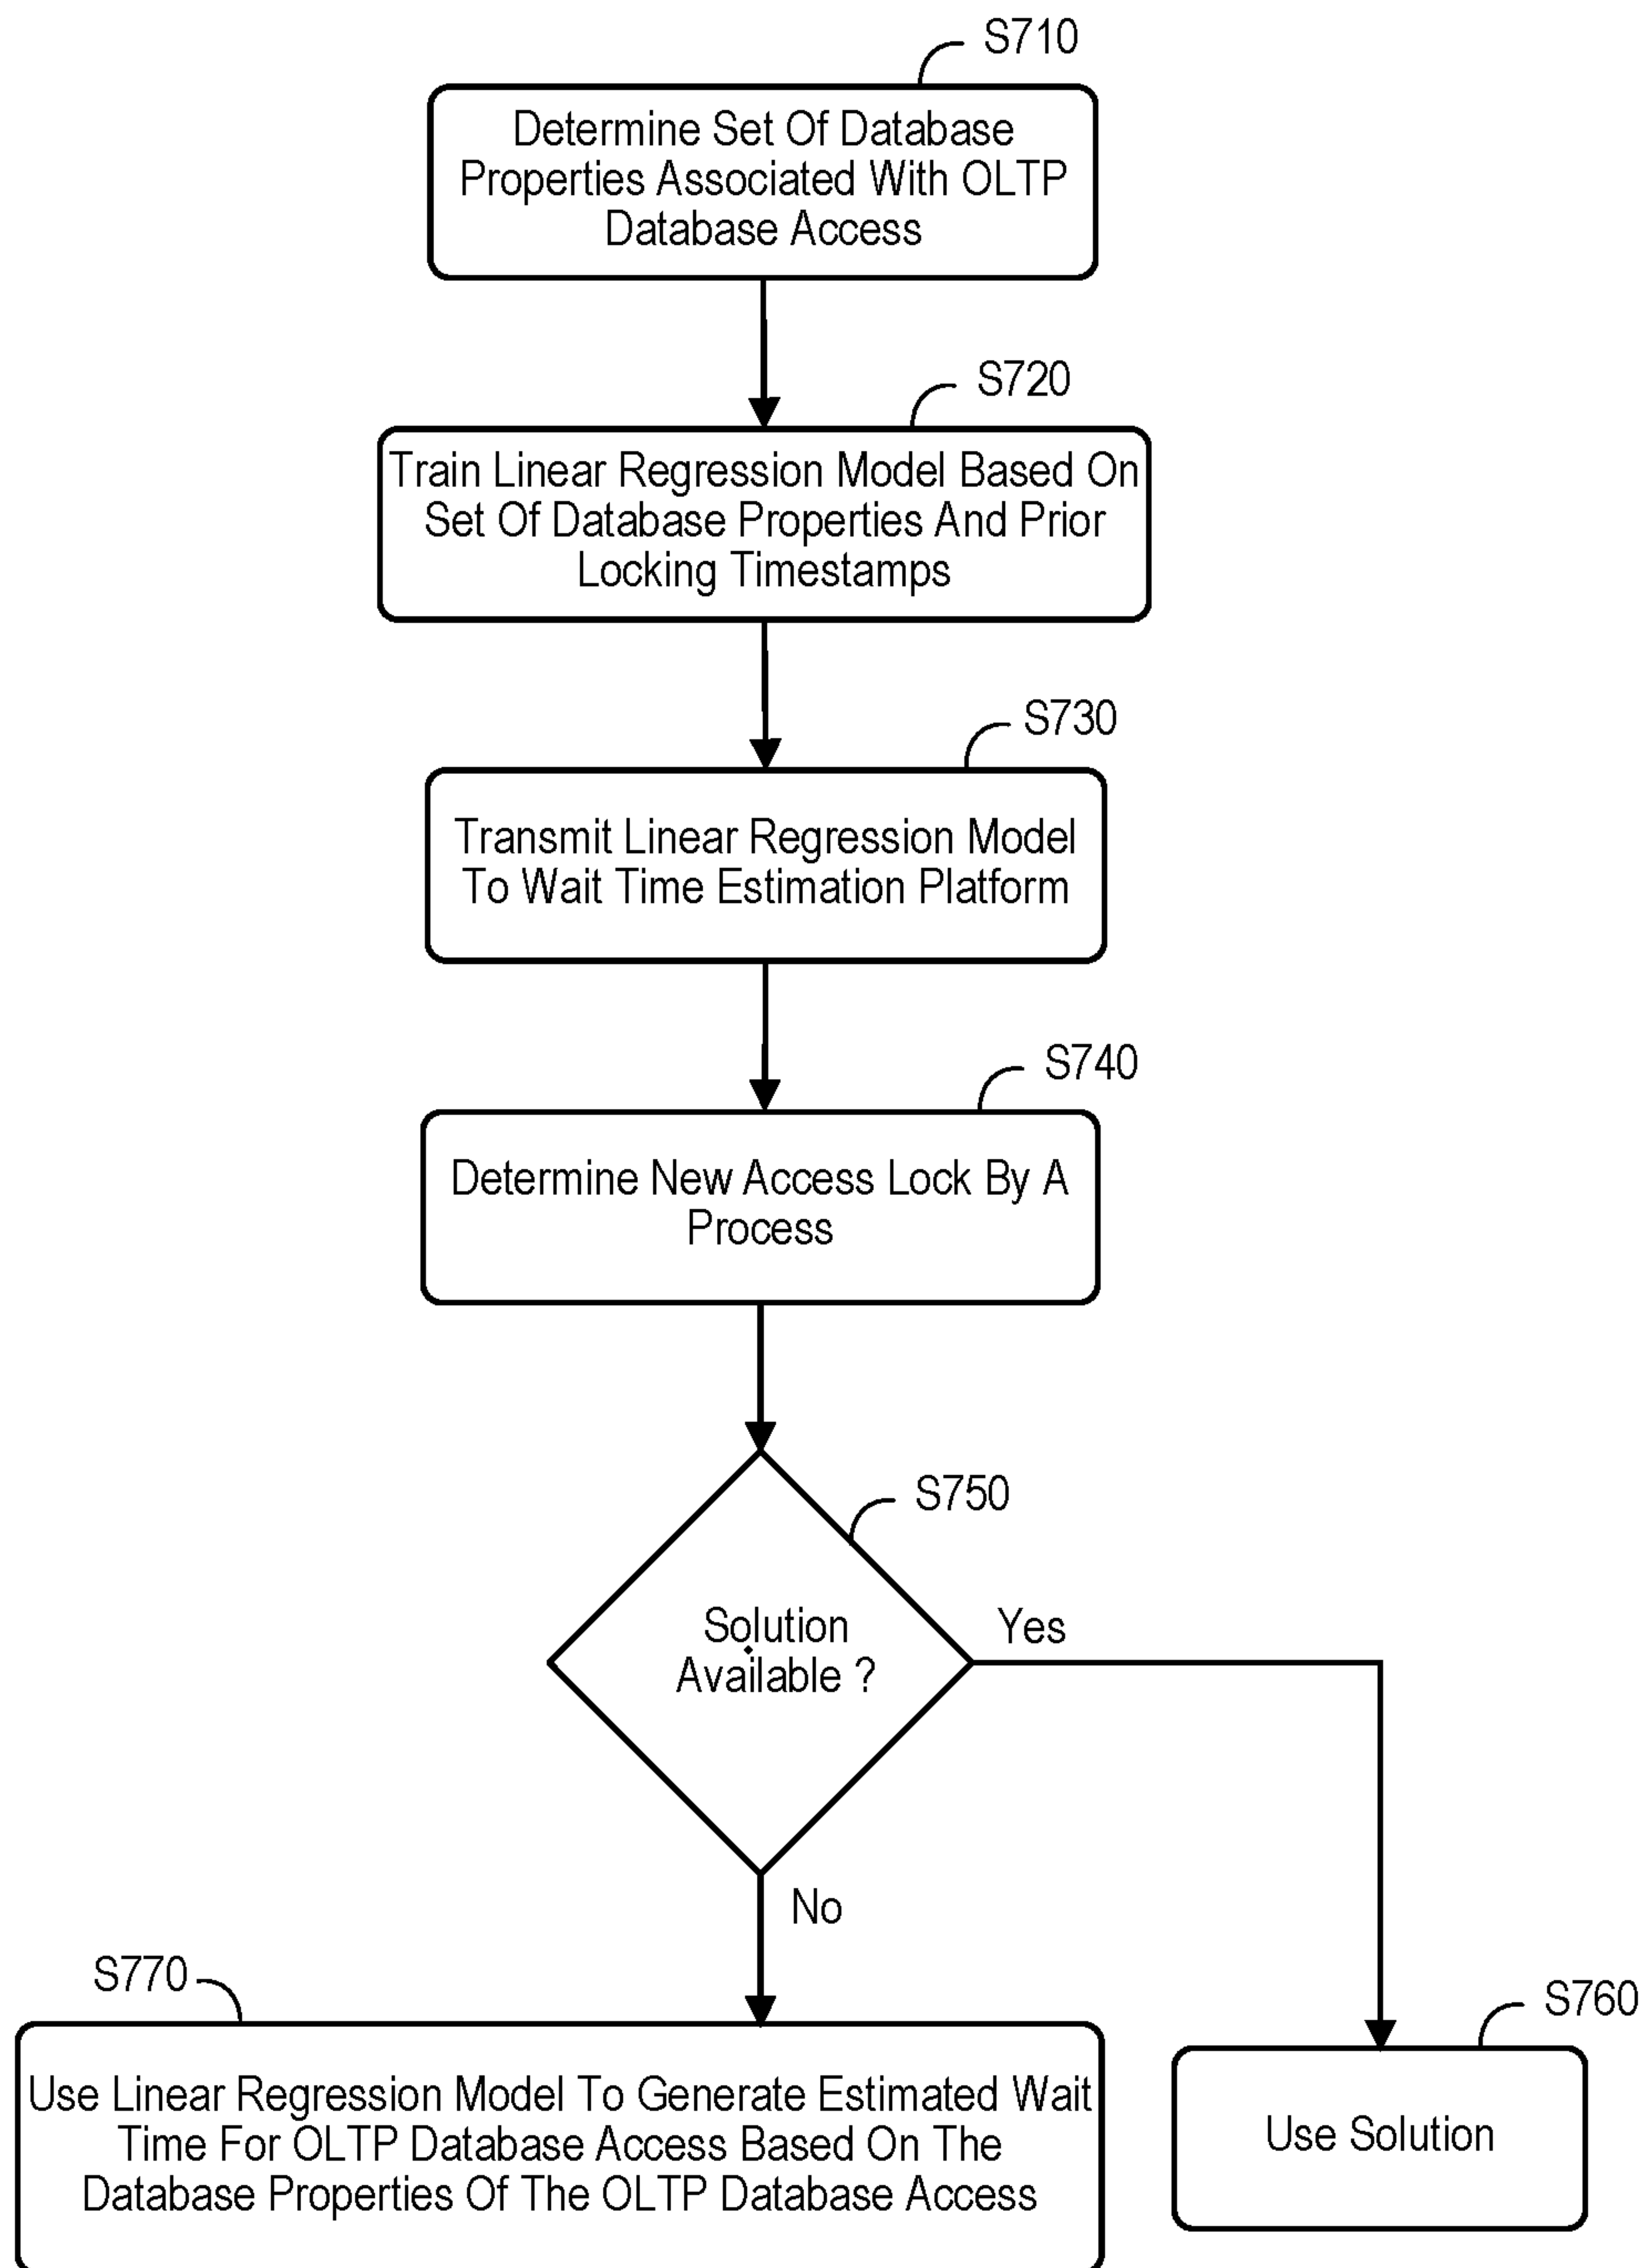 S710
Determine Set Of Database
Properties Associated With OLTP
Database Access
S720
Train Linear Regression Model Based On
Set Of Database Properties And Prior
Locking Timestamps
S730
Transmit Linear Regression Model
To Wait Time Estimation Platform
S740
Determine New Access Lock By A
Process
S750
Solution
Available ?
Yes
No
S770
Use Linear Regression Model To Generate Estimated Wait
Time For OLTP Database Access Based On The
Database Properties Of The OLTP Database Access
S760
Use Solution